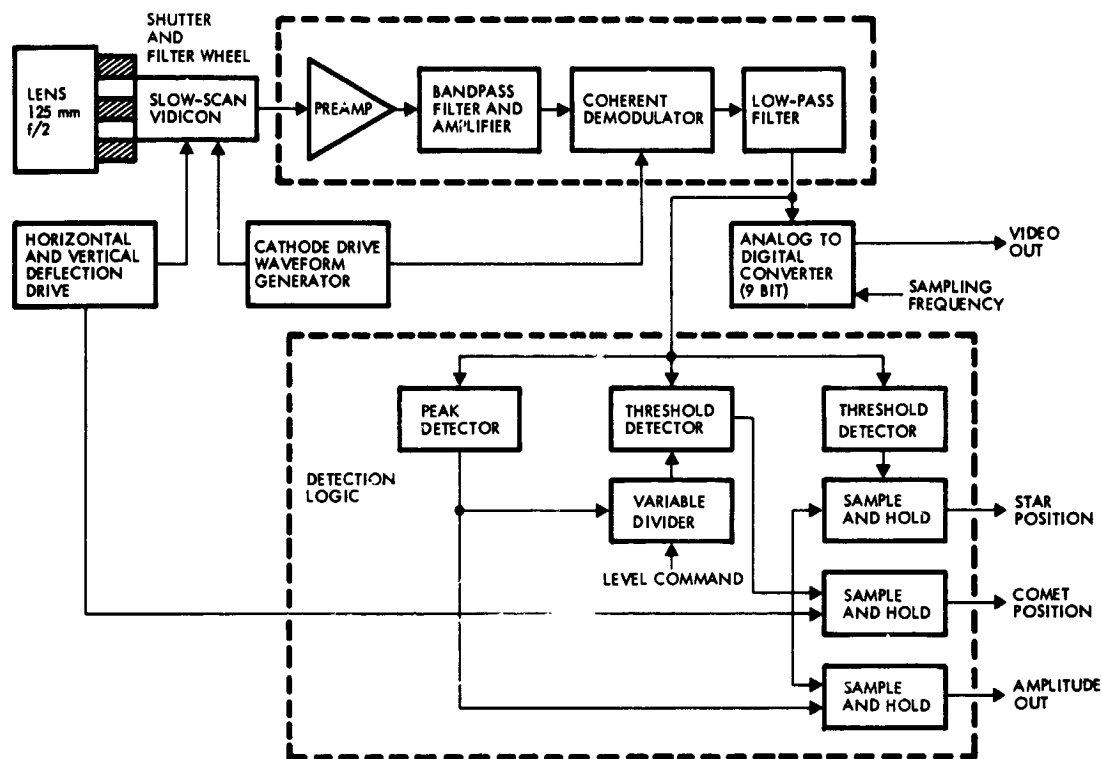 SHUTTER
AND
FILTER WHEEL
LENS
125 mm
f/2
SLOW-SCAN
VIDICON
PREAMP
BANDPASS
FILTER AND
AMPLIFIER
COHERENT
DEMODULATOR
LOW-PASS
FILTER
HORIZONTAL
AND VERTICAL
DEFLECTION
DRIVE
CATHODE DRIVE
WAVEFORM
GENERATOR
ANALOG TO
DIGITAL
CONVERTER
(9 BIT)
VIDEO
OUT
SAMPLING
FREQUENCY
PEAK
DETECTOR
THRESHOLD
DETECTOR
THRESHOLD
DETECTOR
DETECTION
LOGIC
VARIABLE
DIVIDER
SAMPLE
AND HOLD
STAR
POSITION
LEVEL COMMAND
SAMPLE
AND HOLD
COMET
POSITION
SAMPLE
AND HOLD
AMPLITUDE
OUT